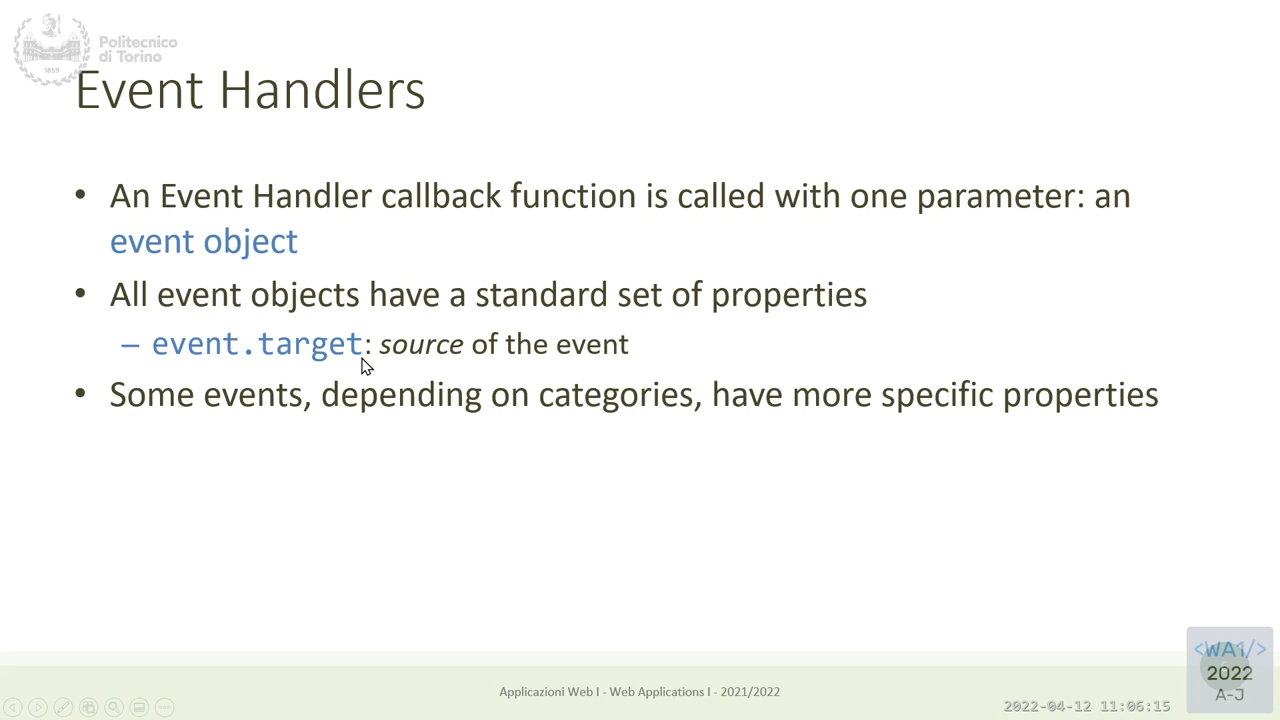 Politecnico
di Torino
1859
Event Handlers
• An Event Handler callback function is called with one parameter: an
event object
• All event objects have a standard set of properties
– event.target: source of the event
• Some events, depending on categories, have more specific properties
Applicazioni Web I - Web Applications I - 2021/2022
2022-04-12 11:06:15
<WA1/>
2022
A-J